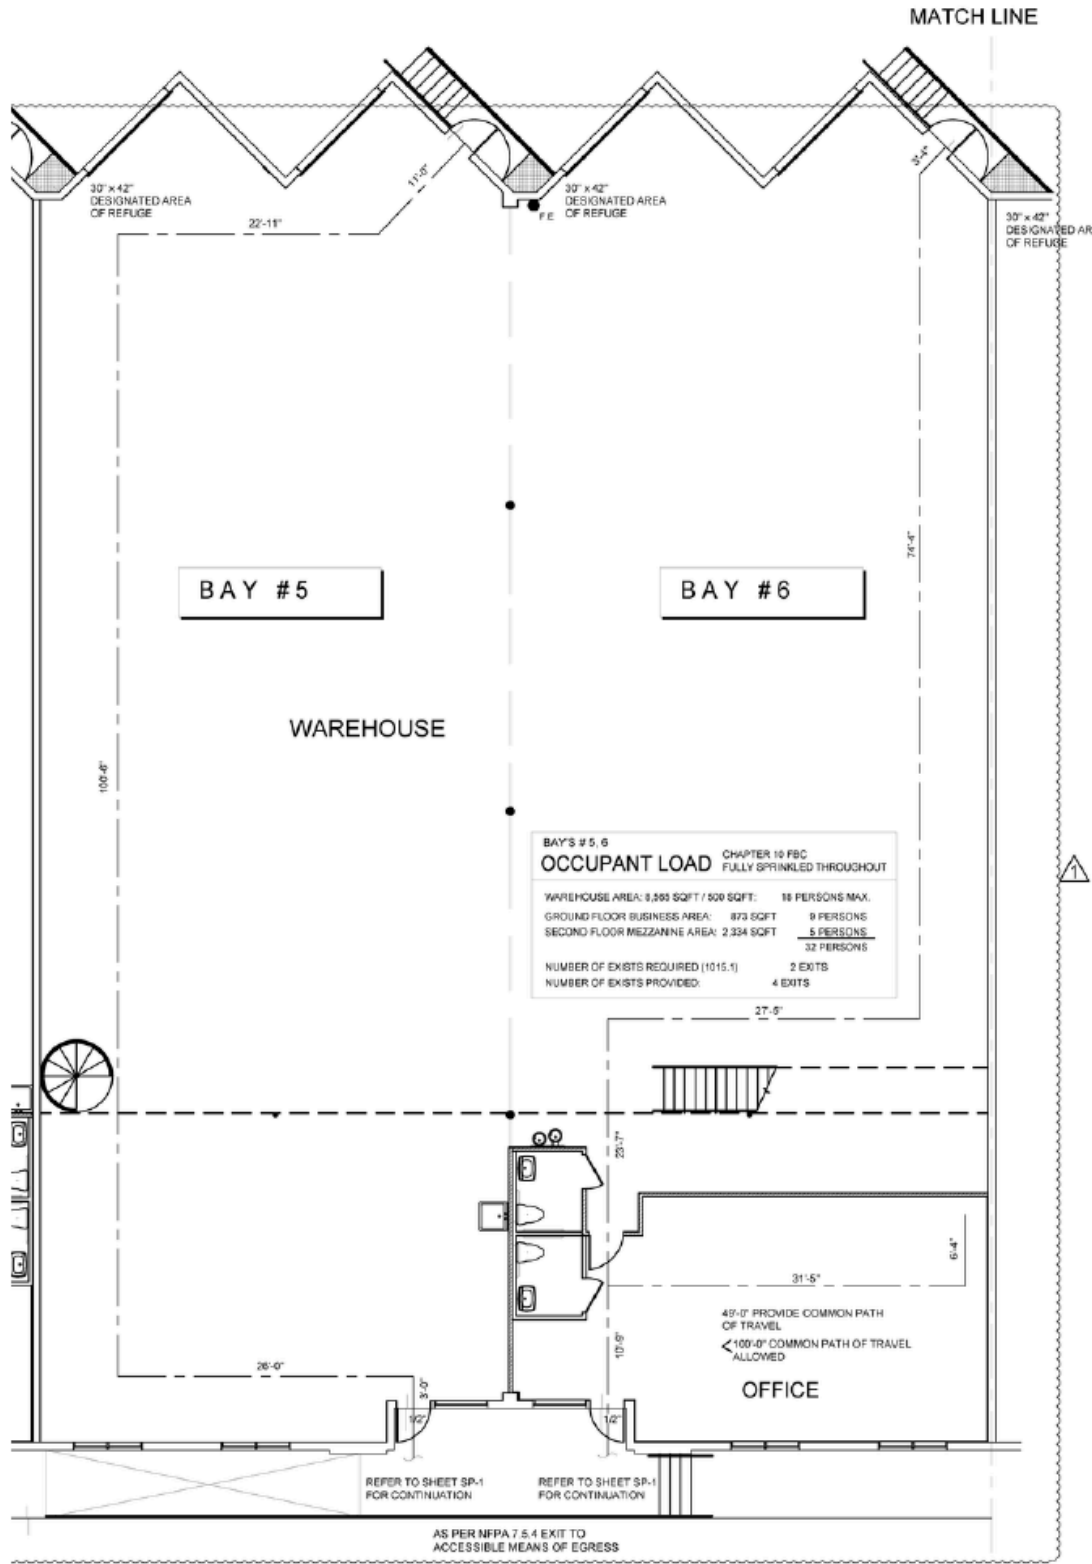 MATCH LINE
30" x 42"
DESIGNATED AREA
OF REFUGE
11'-0"
22'-11"
30" x 42"
DESIGNATED AREA
OF REFUGE
F.E
3'-4"
30" x 42"
DESIGNATED AR
OF REFUGE
74'-4"
BAY #5
BAY #6
WAREHOUSE
100'-6"
BAY'S # 5, 6
OCCUPANT LOAD
CHAPTER 10 FBC
FULLY SPRINKLED THROUGHOUT
WAREHOUSE AREA: 8,565 SQFT / 500 SQFT: 18 PERSONS MAX.
GROUND FLOOR BUSINESS AREA: 873 SQFT 9 PERSONS
SECOND FLOOR MEZZANINE AREA: 2,334 SQFT 5 PERSONS
32 PERSONS
NUMBER OF EXISTS REQUIRED (1015.1) 2 EXITS
NUMBER OF EXISTS PROVIDED: 4 EXITS
1
27'-5"
23'-7"
6'-4"
31'-5"
49'-0" PROVIDE COMMON PATH
OF TRAVEL
<100'-0" COMMON PATH OF TRAVEL
ALLOWED
10'-9"
OFFICE
26'-0"
3'-0"
1/2"
1/2"
REFER TO SHEET SP-1
FOR CONTINUATION
REFER TO SHEET SP-1
FOR CONTINUATION
AS PER NFPA 7.5.4 EXIT TO
ACCESSIBLE MEANS OF EGRESS